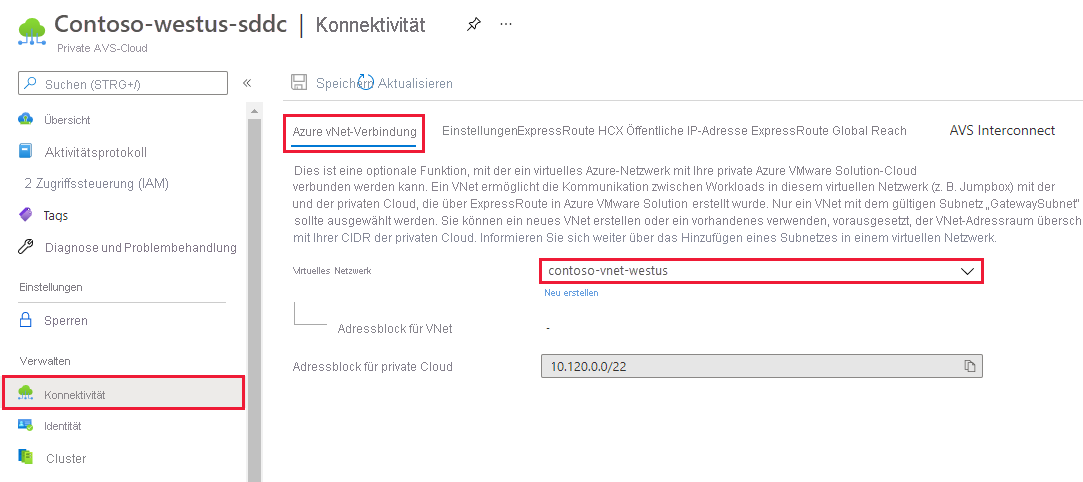 Contoso-westus-sddc | Konnektivität ...
Private AVS-Cloud
Suchen (STRG+/) «
Übersicht
Aktivitätsprotokoll
2 Zugriffssteuerung (IAM)
Tags
Diagnose und Problembehandlung
Einstellungen
Sperren
Verwalten
Konnektivität
Identität
Cluster
Speichern Aktualisieren
Azure vNet-Verbindung EinstellungenExpressRoute HCX Öffentliche IP-Adresse ExpressRoute Global Reach AVS Interconnect
Dies ist eine optionale Funktion, mit der ein virtuelles Azure-Netzwerk mit Ihre private Azure VMware Solution-Cloud
verbunden werden kann. Ein VNet ermöglicht die Kommunikation zwischen Workloads in diesem virtuellen Netzwerk (z. B. Jumpbox) mit der
und der privaten Cloud, die über ExpressRoute in Azure VMware Solution erstellt wurde. Nur ein VNet mit dem gültigen Subnetz „GatewaySubnet"
sollte ausgewählt werden. Sie können ein neues VNet erstellen oder ein vorhandenes verwenden, vorausgesetzt, der VNet-Adressraum übersch
mit Ihrer CIDR der privaten Cloud. Informieren Sie sich weiter über das Hinzufügen eines Subnetzes in einem virtuellen Netzwerk.
Virtuelles Netzwerk contoso-vnet-westus
Neu erstellen
Adressblock für VNet -
Adressblock für private Cloud 10.120.0.0/22